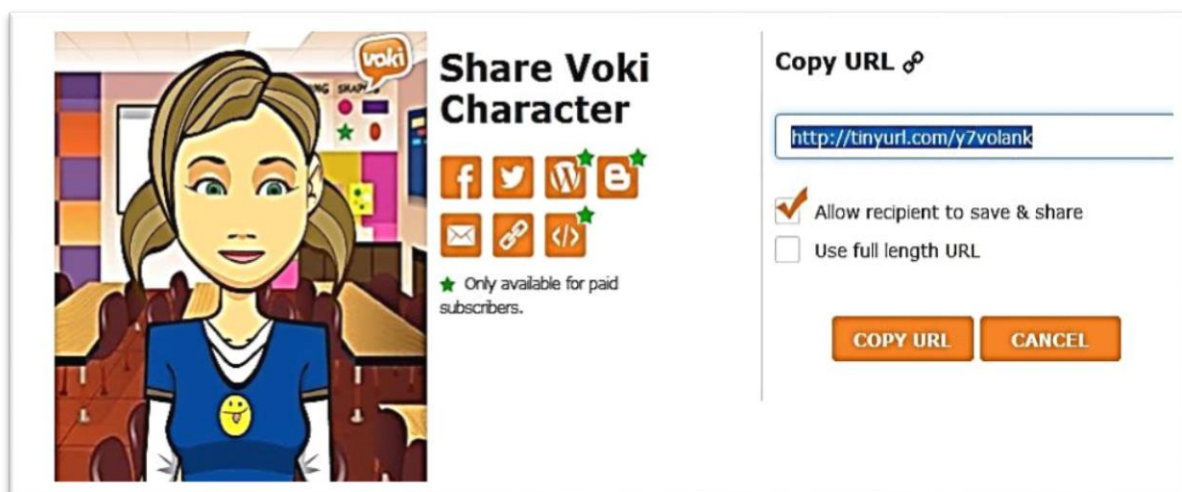 voki
SHAPES
Share Voki
Character
★ Only available for paid
subscribers.
Copy URL
http://tinyurl.com/y7volank
Allow recipient to save & share
Use full length URL
COPY URL
CANCEL